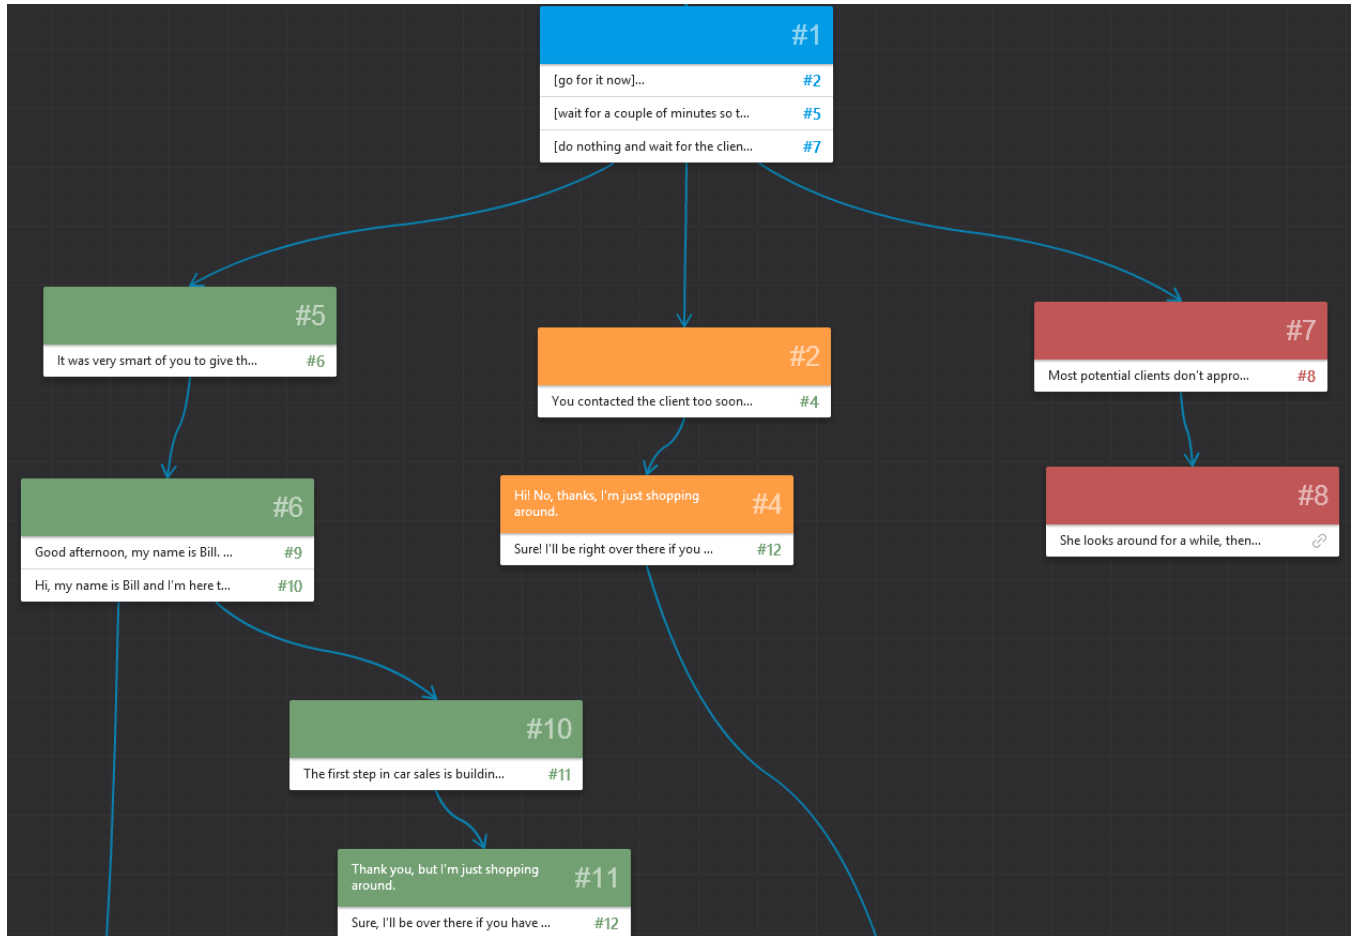 #1
[go for it now]... #2
[wait for a couple of minutes so t... #5
[do nothing and wait for the clien... #7
#5
It was very smart of you to give th... #6
#2
You contacted the client too soon... #4
#7
Most potential clients don't appro... #8
#6
Good afternoon, my name is Bill. ... #9
Hi, my name is Bill and I'm here t... #10
Hi! No, thanks, I'm just shopping
around.
#4
Sure! I'll be right over there if you ... #12
#8
She looks around for a while, then...
#10
The first step in car sales is buildin... #11
Thank you, but I'm just shopping
around.
#11
Sure, I'll be over there if you have ... #12